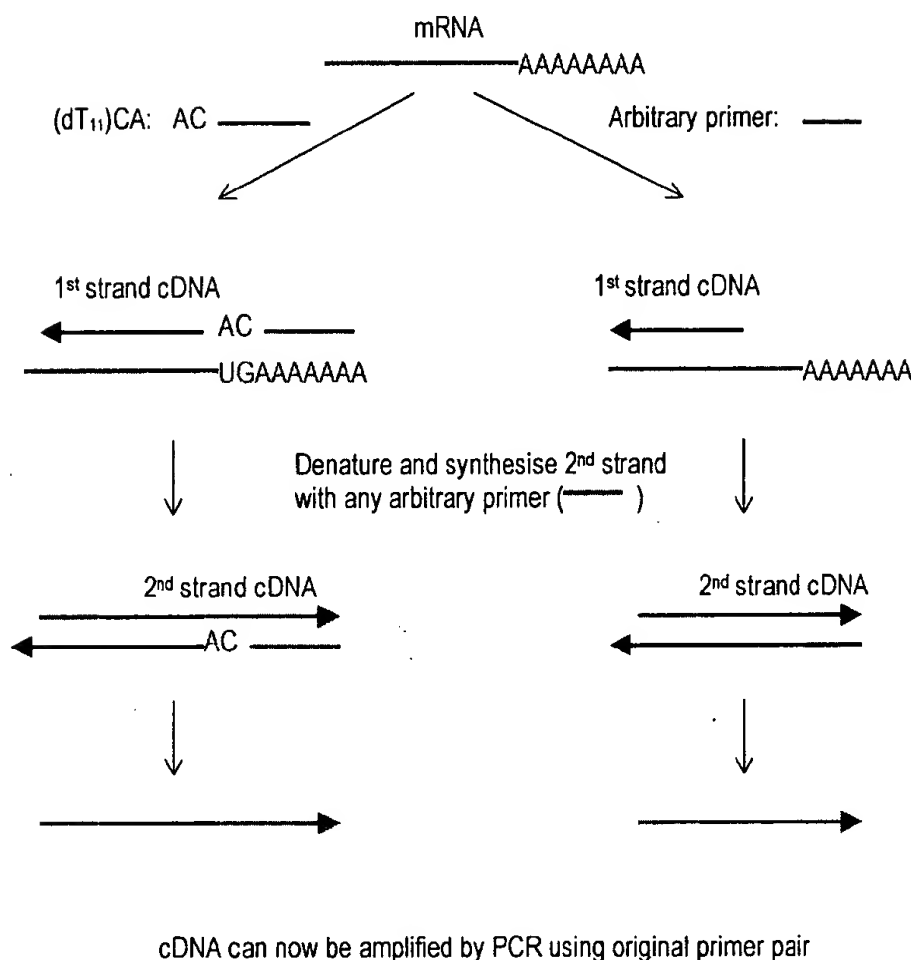 mRNA
AAAAAAAA
(dT₁₁)CA: AC
Arbitrary primer:
1ˢᵗ strand cDNA
AC
UGAAAAAAA
1ˢᵗ strand cDNA
AAAAAAA
Denature and synthesise 2ⁿᵈ strand
with any arbitrary primer ( )
2ⁿᵈ strand cDNA
AC
2ⁿᵈ strand cDNA
cDNA can now be amplified by PCR using original primer pair